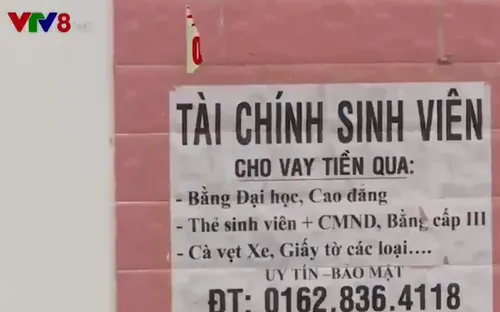 VTV8
TÀI CHÍNH SINH VIÊN
CHO VAY TIỀN QUA:
- Bằng Đại học, Cao đẳng
- Thẻ sinh viên + CMND, Bằng cấp III
- Cà vẹt Xe, Giấy tờ các loại....
UY TÍN –BẢO MẬT
ĐT: 0162.836.4118